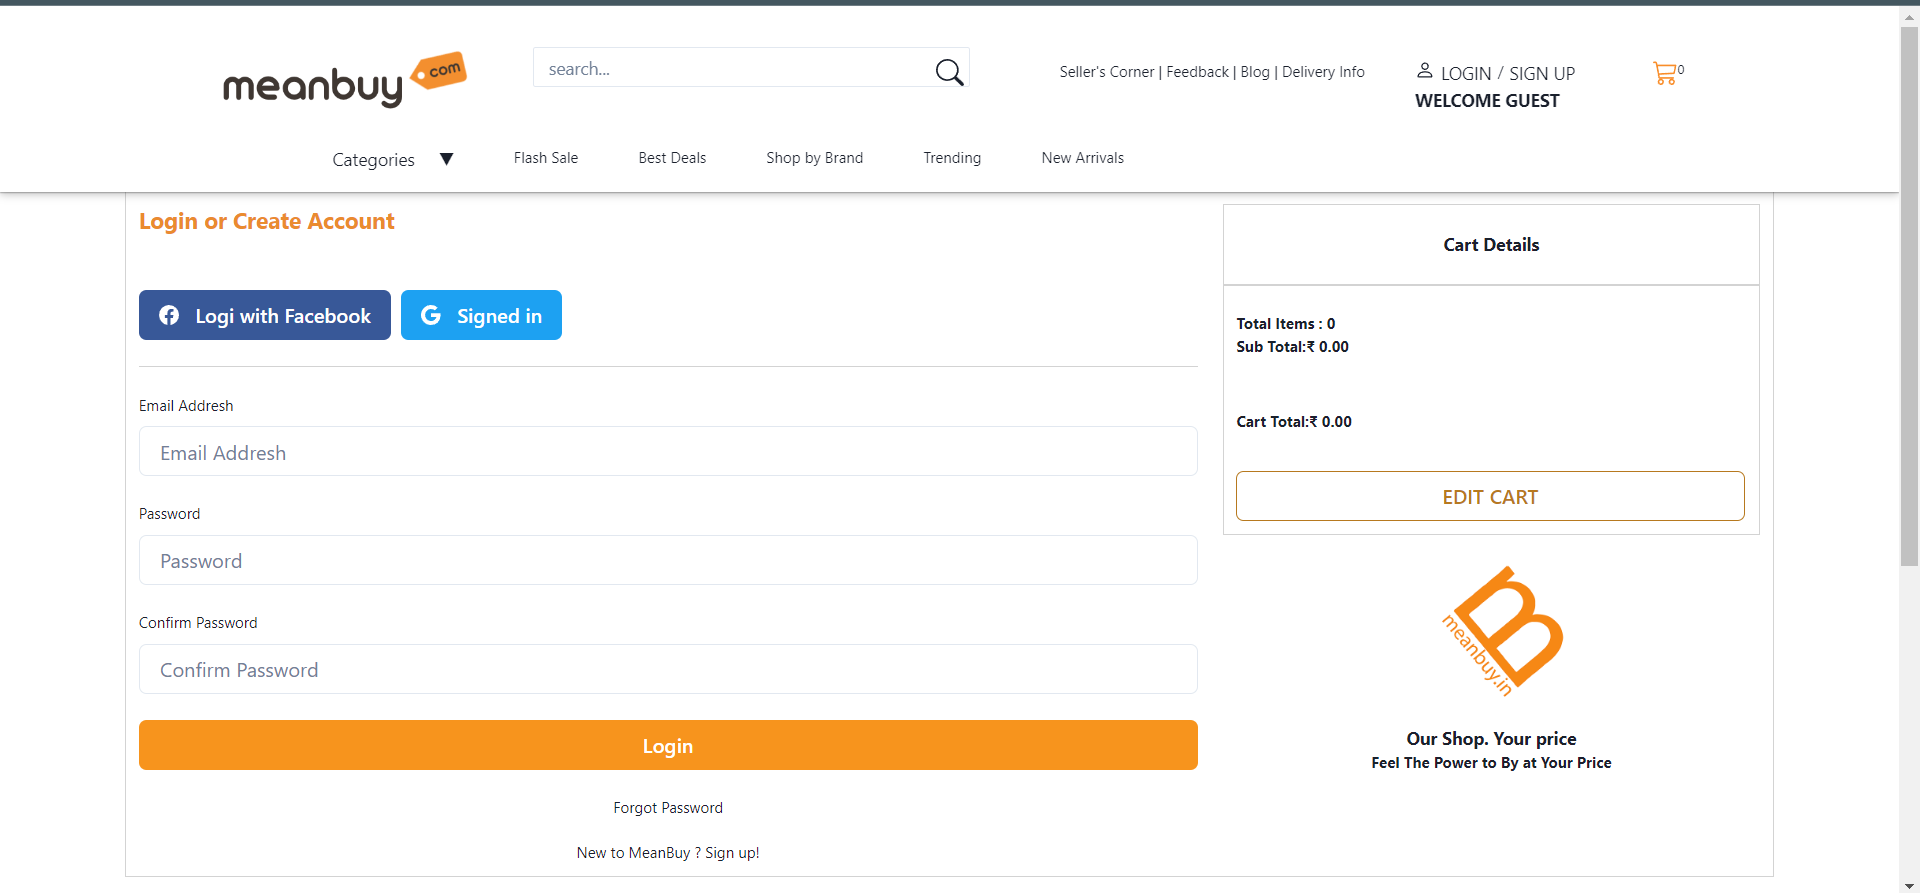 meanbuy com
search...
Seller's Corner | Feedback | Blog | Delivery Info
LOGIN / SIGN UP
WELCOME GUEST
0
Categories ▼ Flash Sale Best Deals Shop by Brand Trending New Arrivals
Login or Create Account
Logi with Facebook
Signed in
Email Addresh
Email Addresh
Password
Password
Confirm Password
Confirm Password
Login
Forgot Password
New to MeanBuy ? Sign up!
Cart Details
Total Items : 0
Sub Total:₹ 0.00
Cart Total:₹ 0.00
EDIT CART
B
meanbuy.in
Our Shop. Your price
Feel The Power to By at Your Price